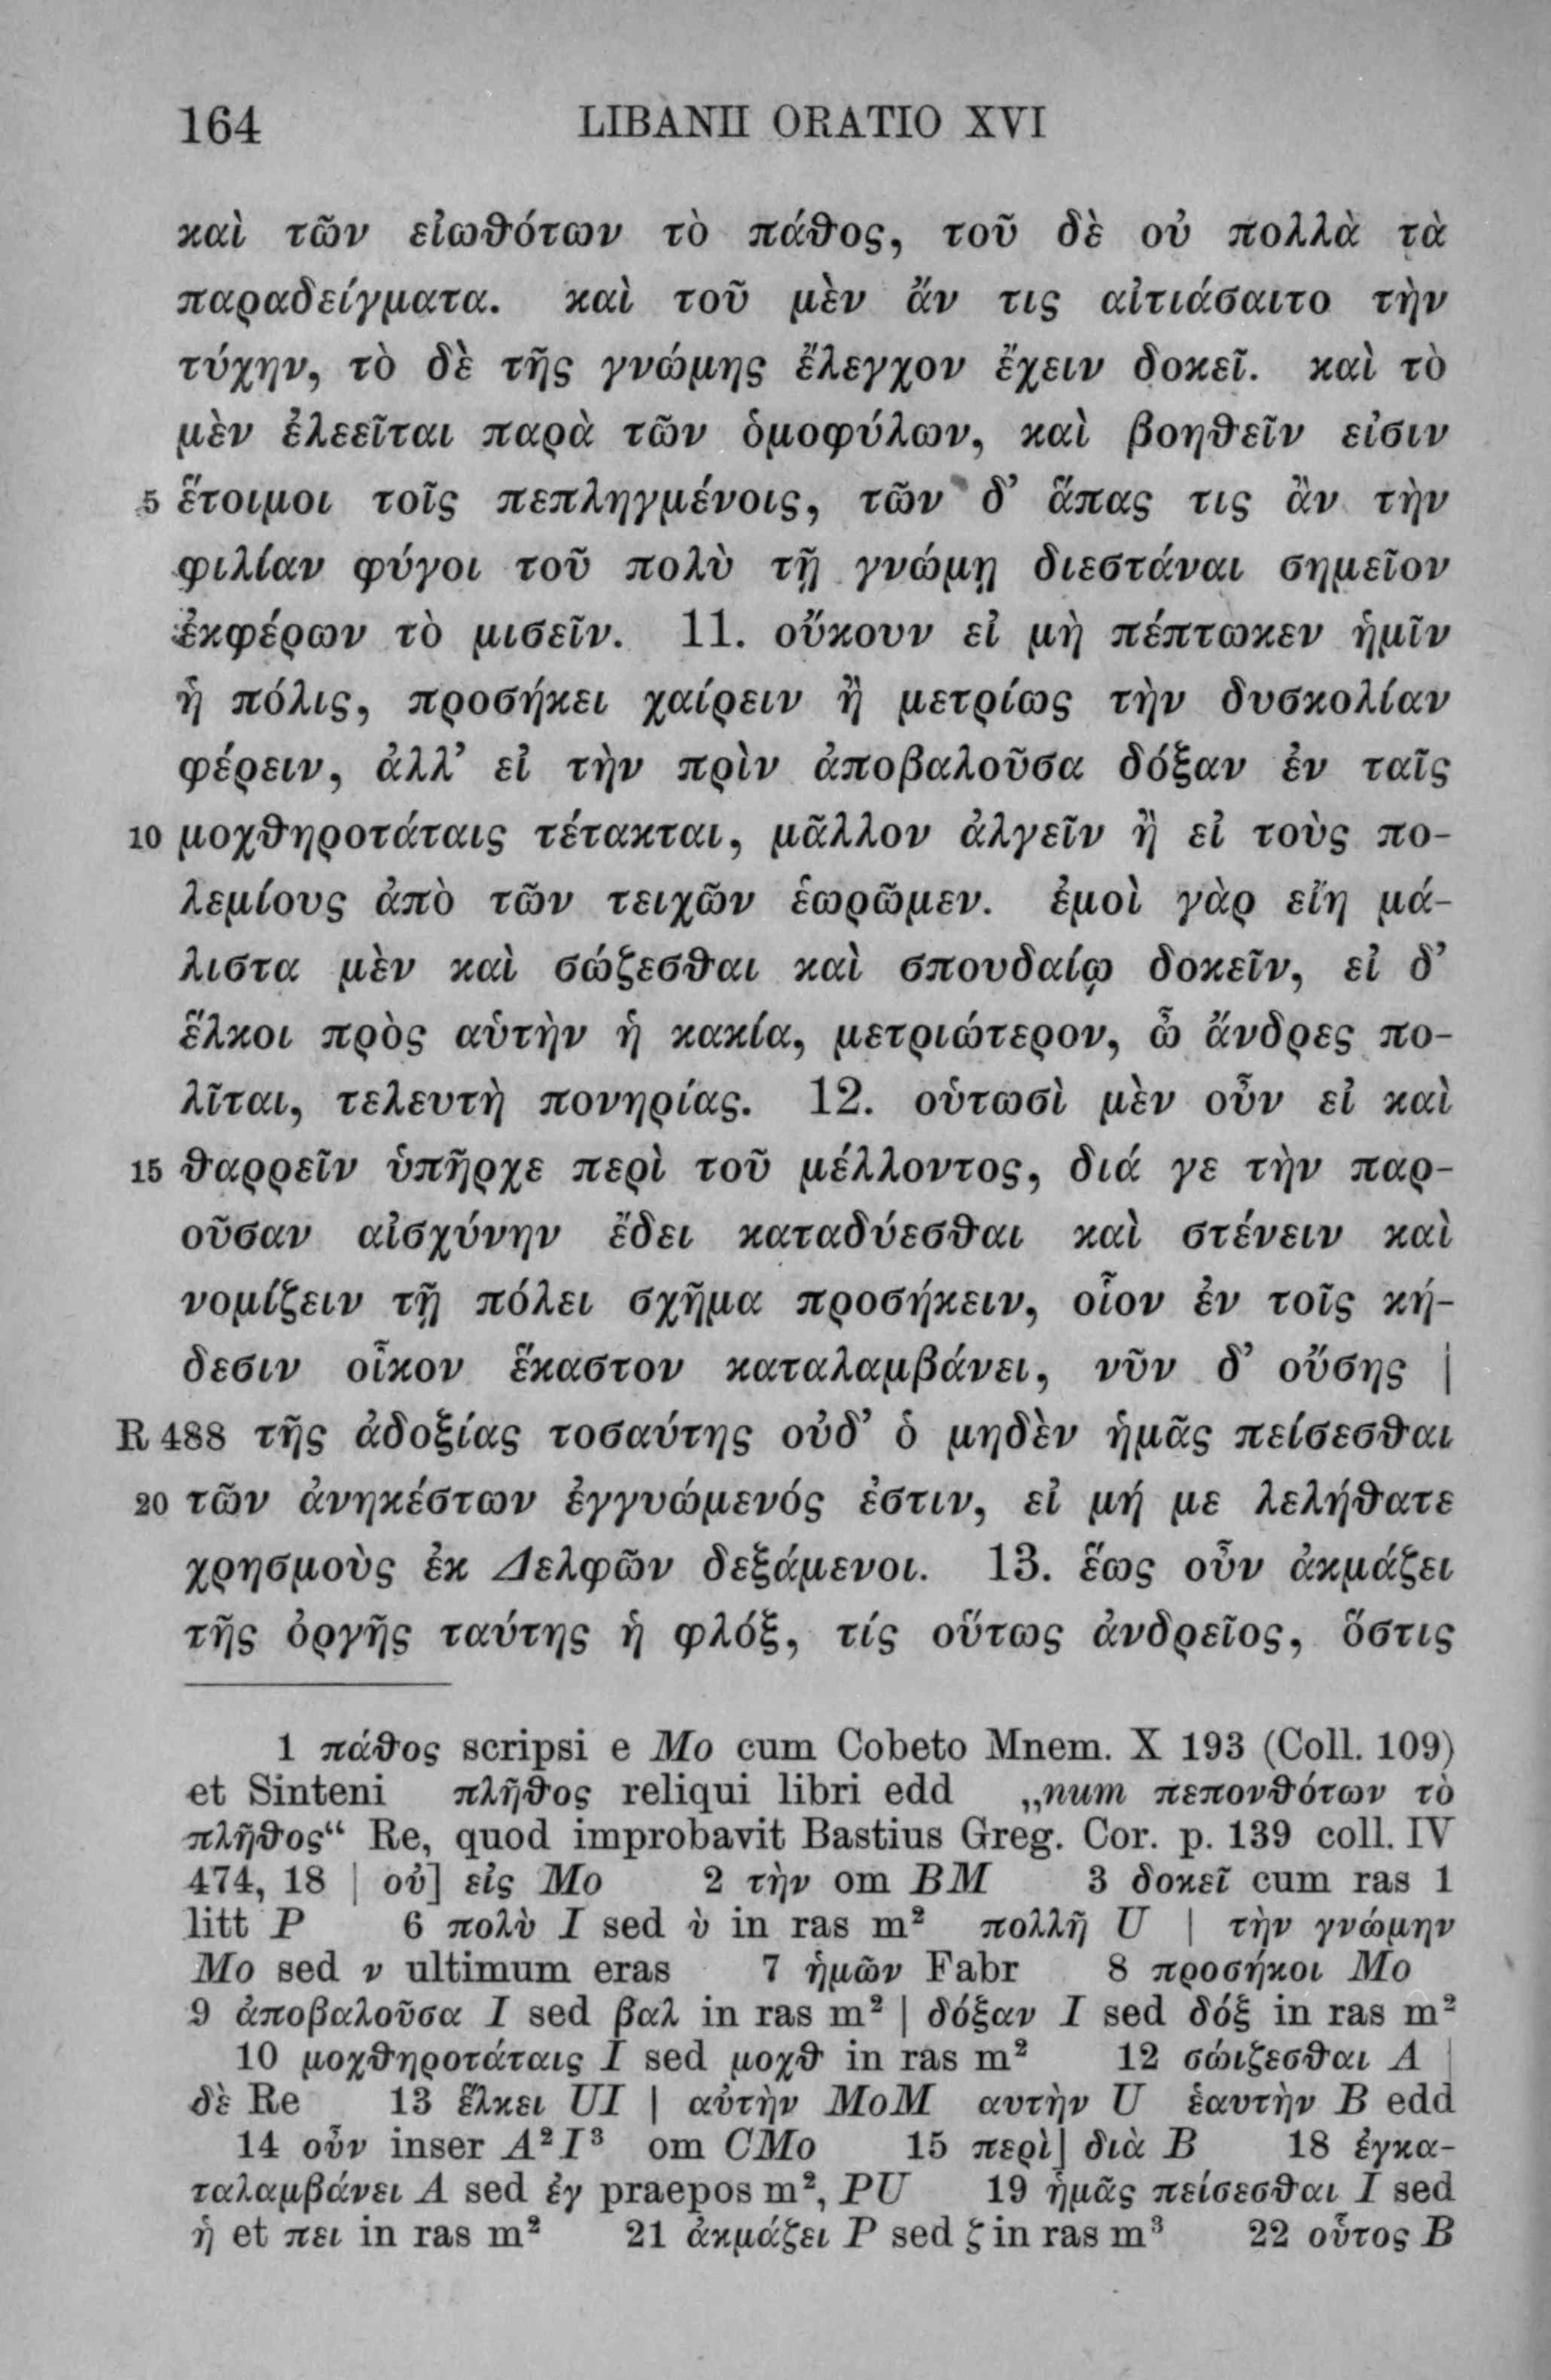 164 LIBANII ORATIO XVI
καὶ τῶν εἰωθότων τὸ πάθος, τοῦ δὲ οὐ πολλὰ τὰ
παραδείγματα. καὶ τοῦ μὲν ἄν τις αἰτιάσαιτο τὴν
τύχην, τὸ δὲ τῆς γνώμης ἔλεγχον ἔχειν δοκεῖ. καὶ τὸ
μὲν ἐλεεῖται παρὰ τῶν ὁμοφύλων, καὶ βοηθεῖν εἰσιν
5 ἕτοιμοι τοῖς πεπληγμένοις, τῶν δ’ ἅπας τις ἂν τὴν
φιλίαν φύγοι τοῦ πολὺ τῇ γνώμῃ διεστάναι σημεῖον
ἐκφέρων τὸ μισεῖν. 11. οὔκουν εἰ μὴ πέπτωκεν ἡμῖν
ἡ πόλις, προσήκει χαίρειν ἢ μετρίως τὴν δυσκολίαν
φέρειν, ἀλλ’ εἰ τὴν πρὶν ἀποβαλοῦσα δόξαν ἐν ταῖς
10 μοχθηροτάταις τέτακται, μᾶλλον ἀλγεῖν ἢ εἰ τοὺς πο-
λεμίους ἀπὸ τῶν τειχῶν ἑωρῶμεν. ἐμοὶ γὰρ εἴη μά-
λιστα μὲν καὶ σώζεσθαι καὶ σπουδαίῳ δοκεῖν, εἰ δ’
ἕλκοι πρὸς αὑτὴν ἡ κακία, μετριώτερον, ὦ ἄνδρες πο-
λῖται, τελευτὴ πονηρίας. 12. οὑτωσὶ μὲν οὖν εἰ καὶ
15 θαρρεῖν ὑπῆρχε περὶ τοῦ μέλλοντος, διά γε τὴν παρ-
οῦσαν αἰσχύνην ἔδει καταδύεσθαι καὶ στένειν καὶ
νομίζειν τῇ πόλει σχῆμα προσήκειν, οἷον ἐν τοῖς κή-
δεσιν οἶκον ἕκαστον καταλαμβάνει, νῦν δ’ οὔσης |
R 488 τῆς ἀδοξίας τοσαύτης οὐδ’ ὁ μηδὲν ἡμᾶς πείσεσθαι
20 τῶν ἀνηκέστων ἐγγυώμενός ἐστιν, εἰ μή με λελήθατε
χρησμοὺς ἐκ Δελφῶν δεξάμενοι. 13. ἕως οὖν ἀκμάζει
τῆς ὀργῆς ταύτης ἡ φλόξ, τίς οὕτως ἀνδρεῖος, ὅστις
1 πάθος scripsi e Mo cum Cobeto Mnem. X 193 (Coll. 109)
et Sinteni πλῆθος reliqui libri edd „num πεπονθότων τὸ
πλῆθος“ Re, quod improbavit Bastius Greg. Cor. p. 139 coll. IV
474, 18 | οὐ] εἰς Mo 2 τὴν om BM 3 δοκεῖ cum ras 1
litt P 6 πολὺ I sed ὺ in ras m² πολλῇ U | τὴν γνώμην
Mo sed ν ultimum eras 7 ἡμῶν Fabr 8 προσήκοι Mo
9 ἀποβαλοῦσα I sed βαλ in ras m² | δόξαν I sed δόξ in ras m²
10 μοχθηροτάταις I sed μοχθ in ras m² 12 σώιζεσθαι A |
δὲ Re 13 ἕλκει UI | αὐτὴν MoM αυτὴν U ἑαυτὴν B edd
14 οὖν inser A² I³ om CMo 15 περὶ] διὰ B 18 ἐγκα-
ταλαμβάνει A sed ἐγ praepos m², PU 19 ἡμᾶς πείσεσθαι I sed
ἡ et πει in ras m² 21 ἀκμάζει P sed ζ in ras m³ 22 οὗτος B